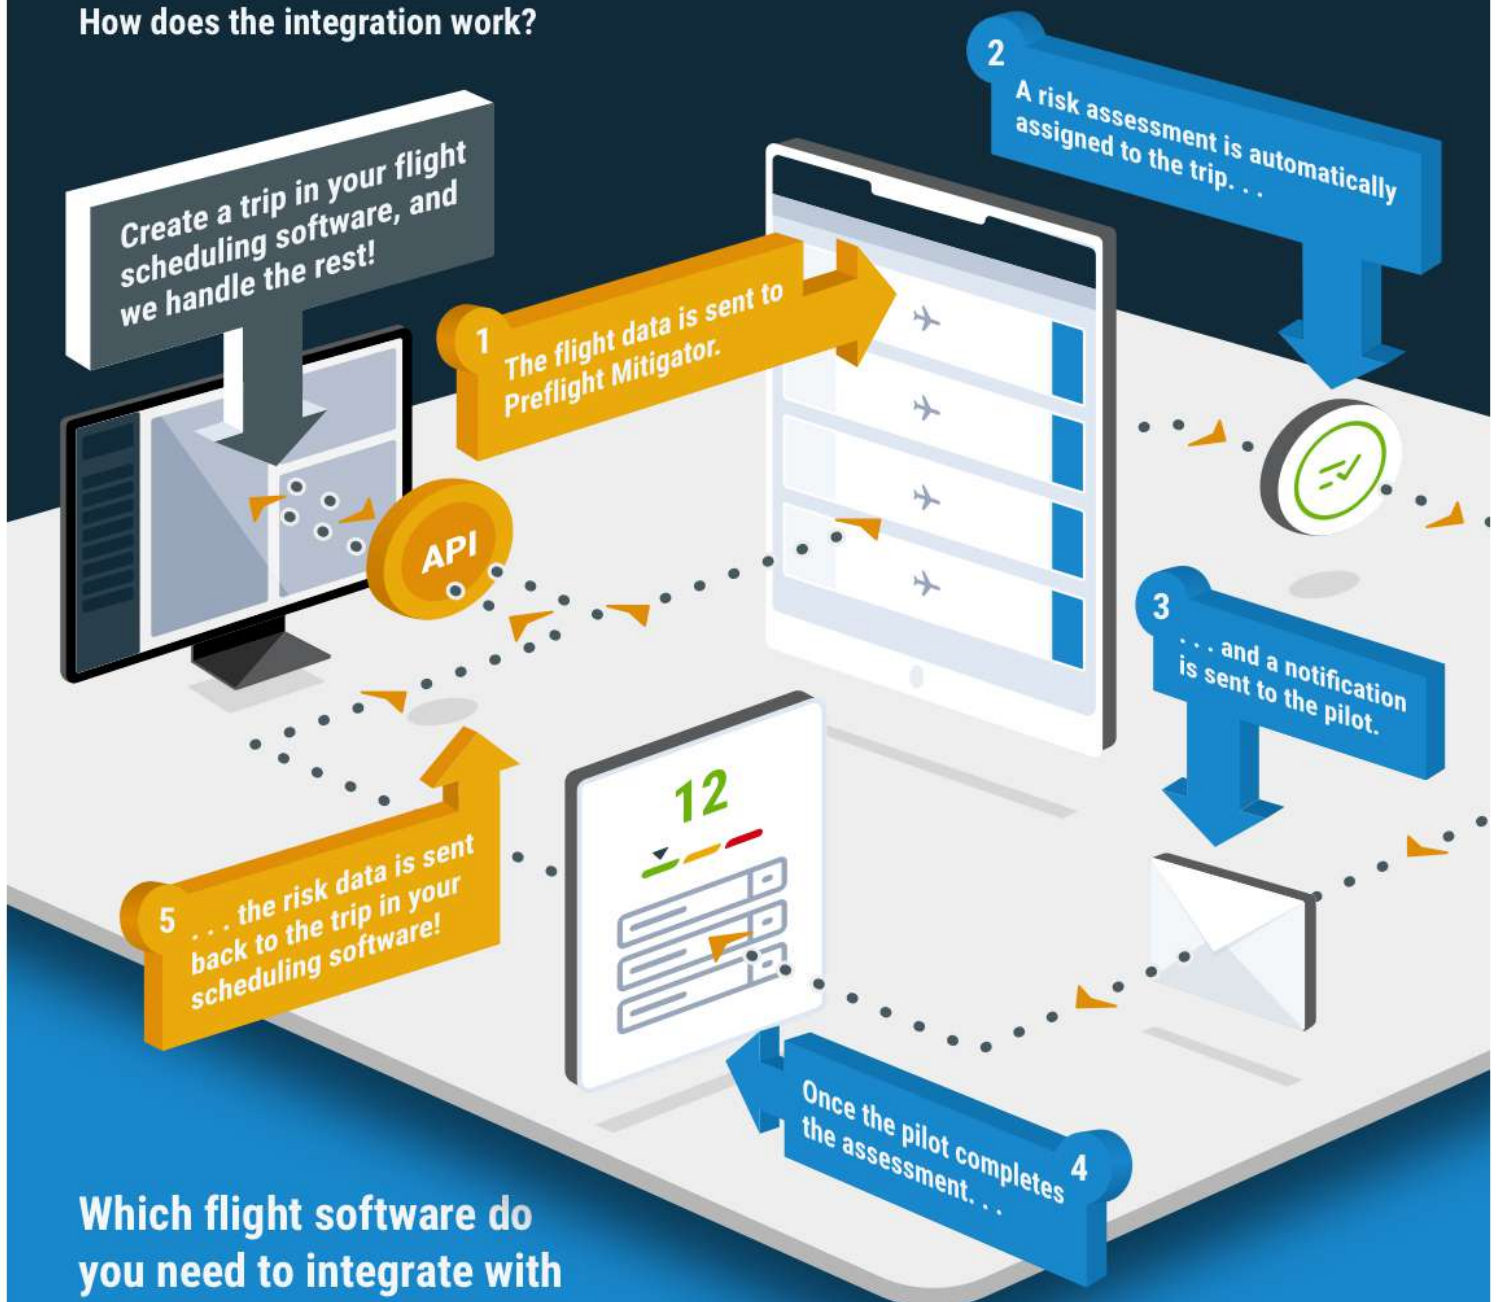 How does the integration work?
Create a trip in your flight
scheduling software, and
we handle the rest!
1
The flight data is sent to
Preflight Mitigator.
2
A risk assessment is automatically
assigned to the trip. . .
API
3
. . . and a notification
is sent to the pilot.
12
Once the pilot completes
the assessment. . .
4
5
. . . the risk data is sent
back to the trip in your
scheduling software!
Which flight software do
you need to integrate with